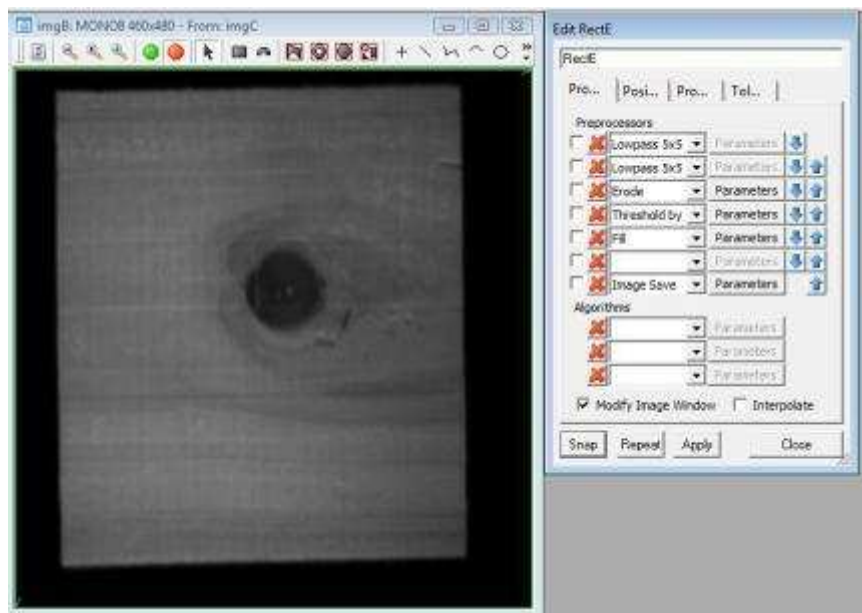 imgB: MONO8 460x480 - From: imgC
Edit RectE
RectE
Pro... Posi... Pro... Tol...
Preprocessors
Lowpass 5x5 Parameters
Lowpass 5x5 Parameters
Erode Parameters
Threshold by Parameters
Fill Parameters
Parameters
Image Save Parameters
Algorithms
Parameters
Parameters
Parameters
Modify Image Window Interpolate
Snap Repeat Apply Close